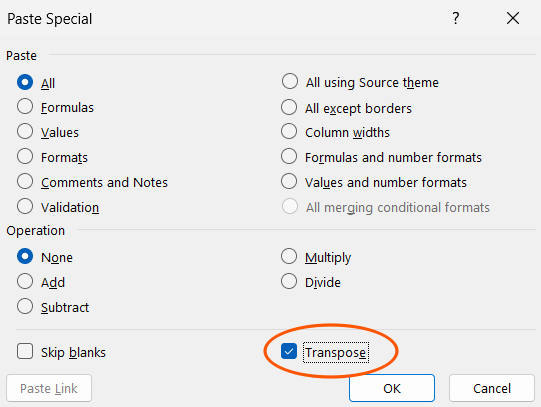 Paste Special ?
Paste
All
All using Source theme
Formulas
All except borders
Values
Column widths
Formats
Formulas and number formats
Comments and Notes
Values and number formats
Validation
All merging conditional formats
Operation
None
Multiply
Add
Divide
Subtract
Skip blanks
Transpose
Paste Link
OK
Cancel